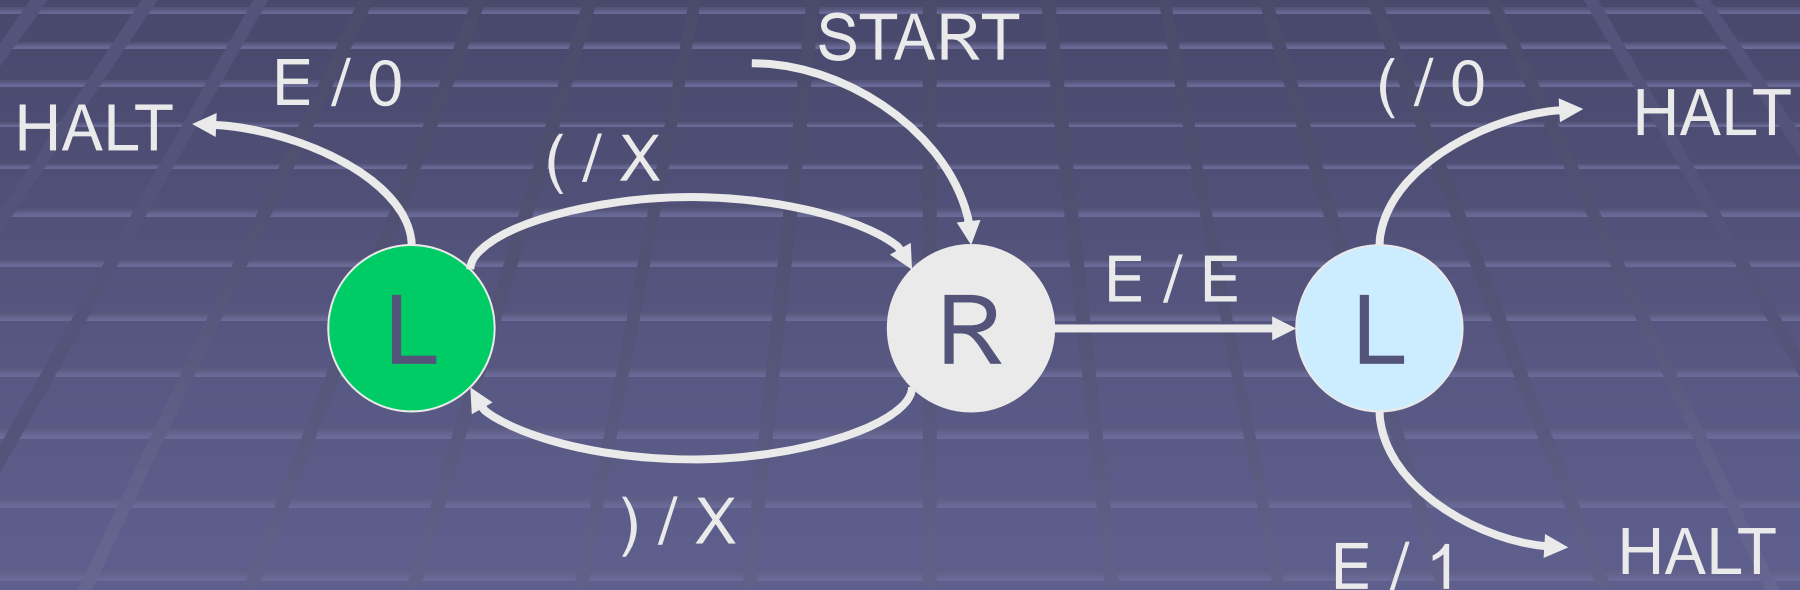 START
E / 0
( / 0
HALT
HALT
( / X
E / E
L
R
L
) / X
HALT
E / 1